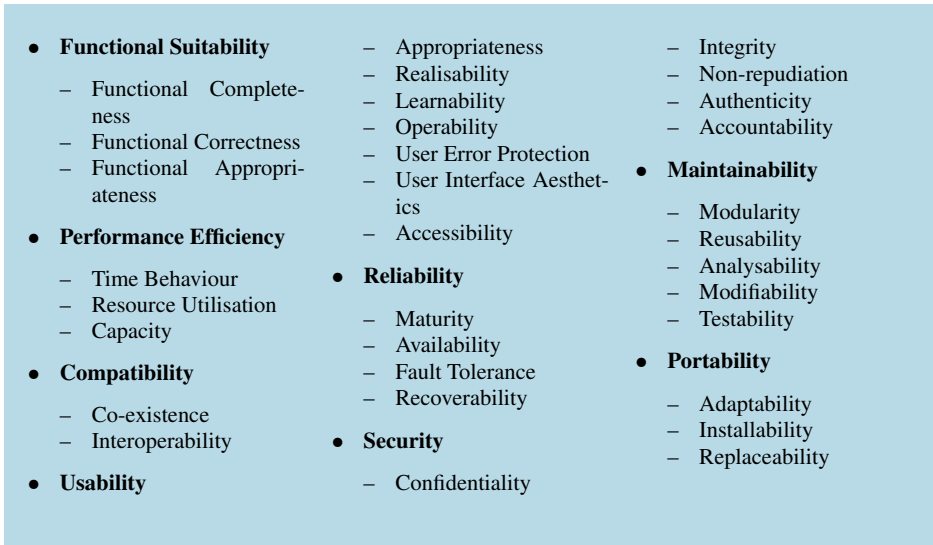 • Functional Suitability
– Functional Complete-
ness
– Functional Correctness
– Functional Appropri-
ateness
• Performance Efficiency
– Time Behaviour
– Resource Utilisation
– Capacity
• Compatibility
– Co-existence
– Interoperability
• Usability
– Appropriateness
– Realisability
– Learnability
– Operability
– User Error Protection
– User Interface Aesthet-
ics
– Accessibility
• Reliability
– Maturity
– Availability
– Fault Tolerance
– Recoverability
• Security
– Confidentiality
– Integrity
– Non-repudiation
– Authenticity
– Accountability
• Maintainability
– Modularity
– Reusability
– Analysability
– Modifiability
– Testability
• Portability
– Adaptability
– Installability
– Replaceability